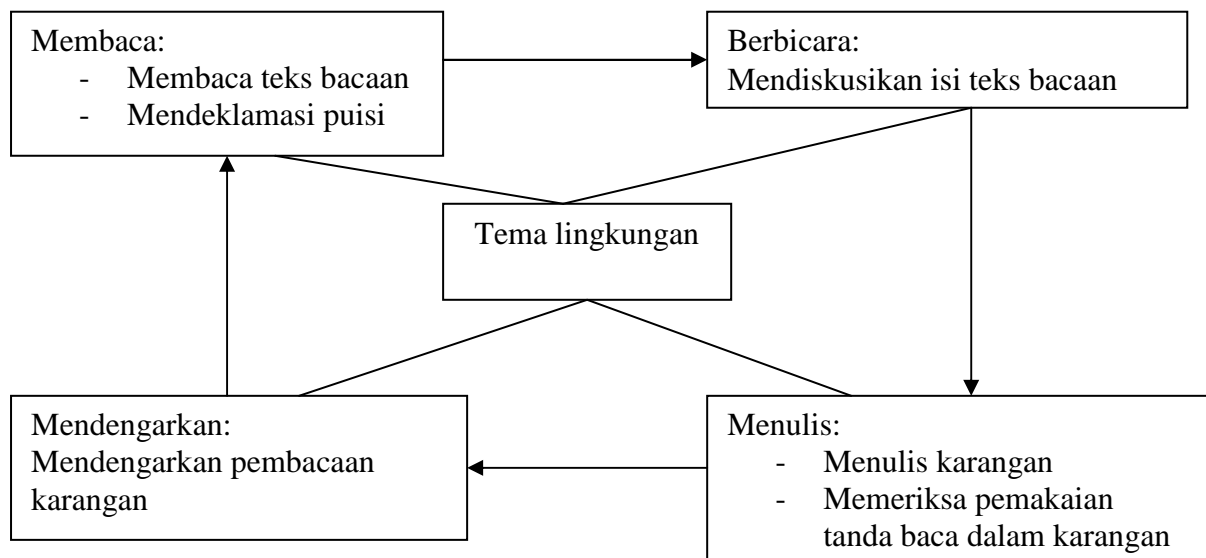 Membaca:
- Membaca teks bacaan
- Mendeklamasi puisi
Berbicara:
Mendiskusikan isi teks bacaan
Tema lingkungan
Mendengarkan:
Mendengarkan pembacaan
karangan
Menulis:
- Menulis karangan
- Memeriksa pemakaian
tanda baca dalam karangan